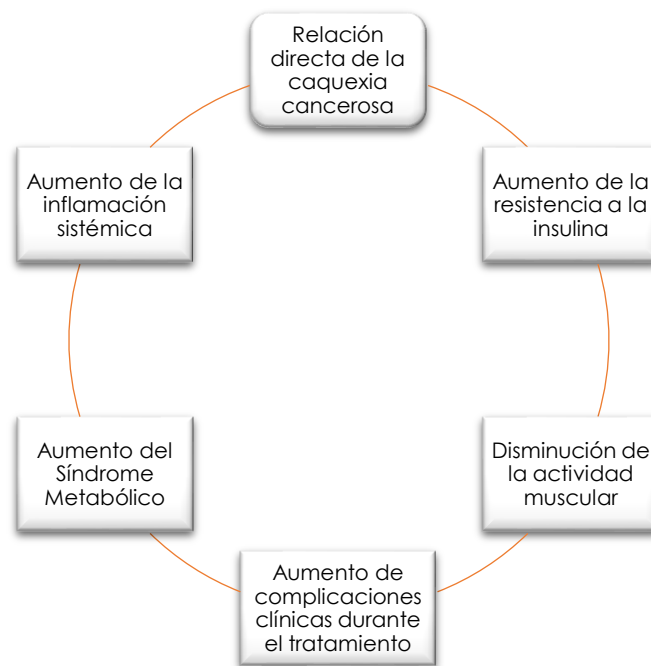 Relación
directa de la
caquexia
cancerosa
Aumento de la
resistencia a la
insulina
Disminución de
la actividad
muscular
Aumento de
complicaciones
clínicas durante
el tratamiento
Aumento del
Síndrome
Metabólico
Aumento de la
inflamación
sistémica